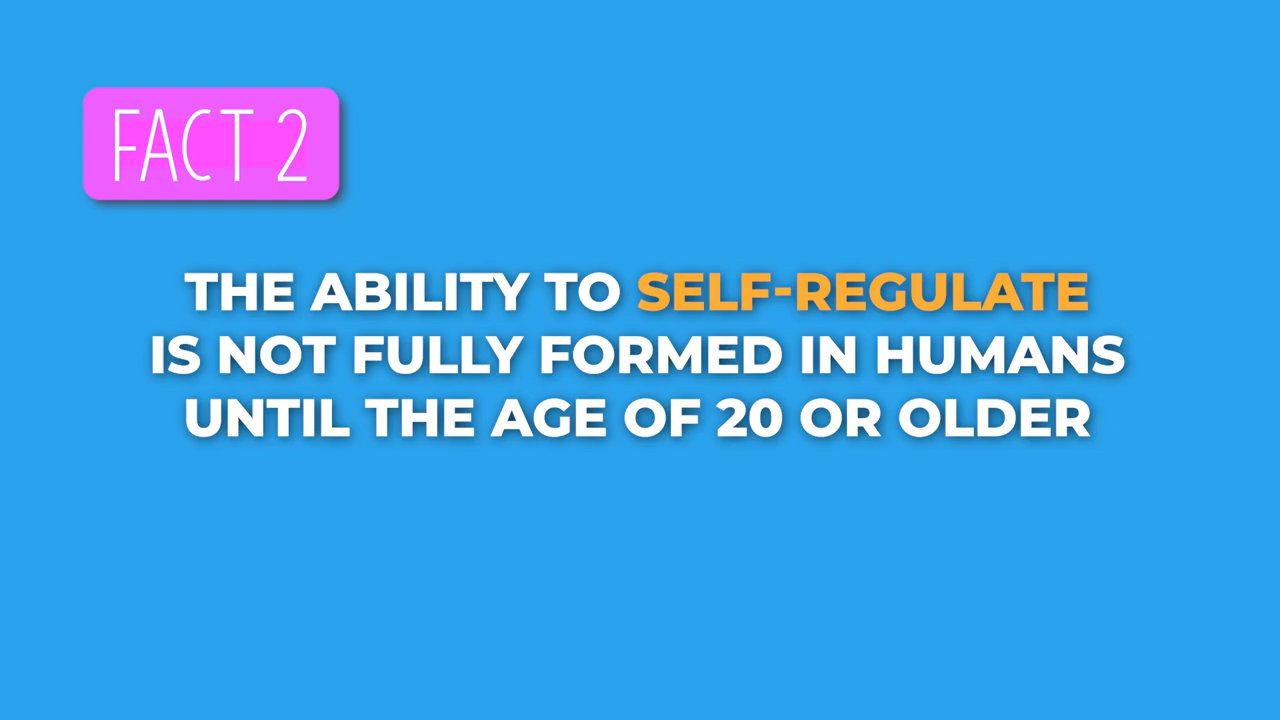 FACT 2
THE ABILITY TO SELF-REGULATE
IS NOT FULLY FORMED IN HUMANS
UNTIL THE AGE OF 20 OR OLDER